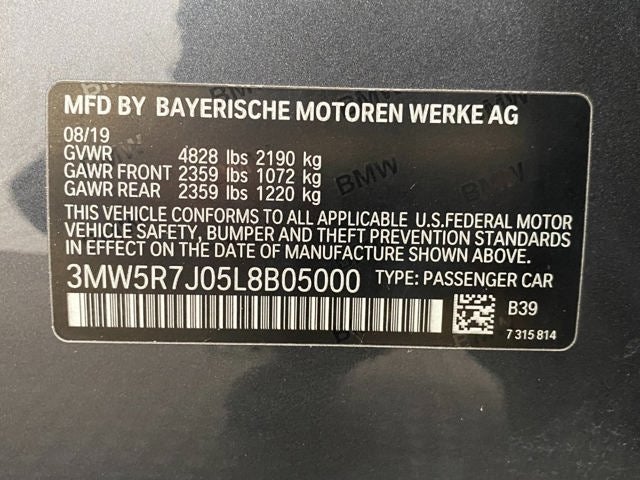 MFD BY BAYERISCHE MOTOREN WERKE AG
08/19
GVWR 4828 lbs 2190 kg
GAWR FRONT 2359 lbs 1072 kg
GAWR REAR 2359 lbs 1220 kg
THIS VEHICLE CONFORMS TO ALL APPLICABLE U.S.FEDERAL MOTOR
VEHICLE SAFETY, BUMPER AND THEFT PREVENTION STANDARDS
IN EFFECT ON THE DATE OF MANUFACTURE SHOWN ABOVE.
3MW5R7J05L8B05000 TYPE: PASSENGER CAR
B39
7 315 814
BMW